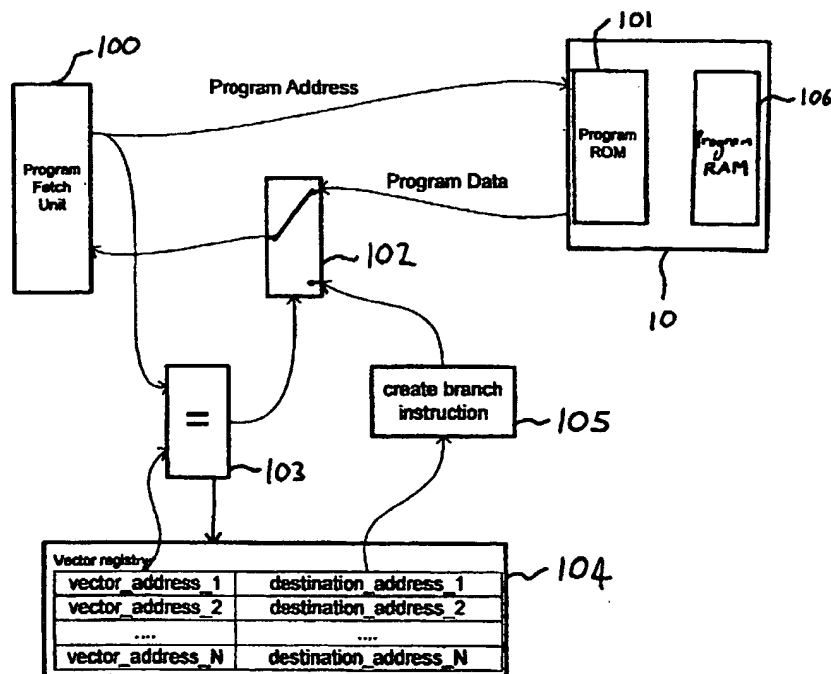 100
101
Program Address
106
Program
Fetch
Unit
Program
ROM
Program
RAM
Program Data
102
10
=
create branch
instruction
105
103
Vector registry
104
vector_address_1 destination_address_1
vector_address_2 destination_address_2
.... ....
vector_address_N destination_address_N